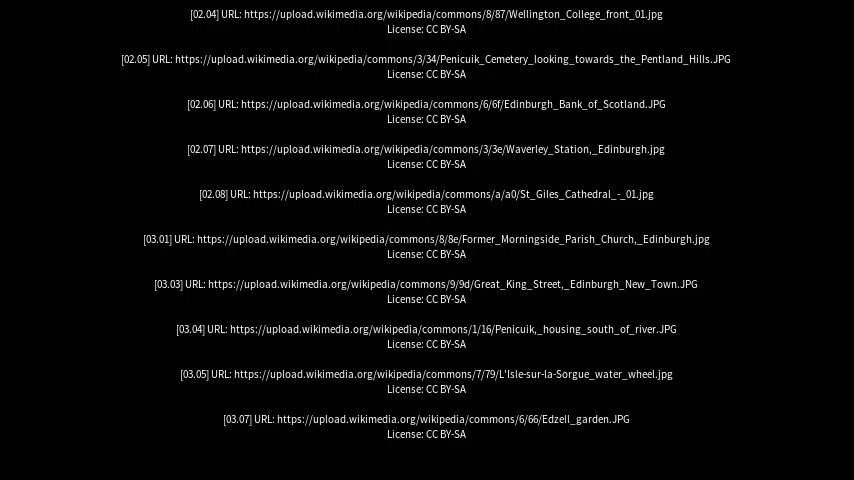 [02.04] URL: https://upload.wikimedia.org/wikipedia/commons/8/87/Wellington_College_front_01.jpg
License: CC BY-SA
[02.05] URL: https://upload.wikimedia.org/wikipedia/commons/3/34/Penicuik_Cemetery_looking_towards_the_Pentland_Hills.JPG
License: CC BY-SA
[02.06] URL: https://upload.wikimedia.org/wikipedia/commons/6/6f/Edinburgh_Bank_of_Scotland.JPG
License: CC BY-SA
[02.07] URL: https://upload.wikimedia.org/wikipedia/commons/3/3e/Waverley_Station,_Edinburgh.jpg
License: CC BY-SA
[02.08] URL: https://upload.wikimedia.org/wikipedia/commons/a/a0/St_Giles_Cathedral_-_01.jpg
License: CC BY-SA
[03.01] URL: https://upload.wikimedia.org/wikipedia/commons/8/8e/Former_Morningside_Parish_Church,_Edinburgh.jpg
License: CC BY-SA
[03.03] URL: https://upload.wikimedia.org/wikipedia/commons/9/9d/Great_King_Street,_Edinburgh_New_Town.JPG
License: CC BY-SA
[03.04] URL: https://upload.wikimedia.org/wikipedia/commons/1/16/Penicuik,_housing_south_of_river.JPG
License: CC BY-SA
[03.05] URL: https://upload.wikimedia.org/wikipedia/commons/7/79/L'Isle-sur-la-Sorgue_water_wheel.jpg
License: CC BY-SA
[03.07] URL: https://upload.wikimedia.org/wikipedia/commons/6/66/Edzell_garden.JPG
License: CC BY-SA